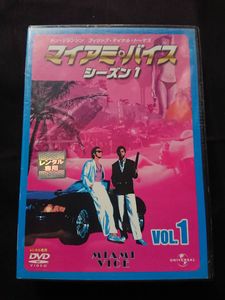 ドン・ジョンソン フィリップ・マイケル・トーマス
マイアミ・バイス
シーズン1
レンタル
専用
VOL.1
DVD
VIDEO
MIAMI
VICE
UNIVERSAL